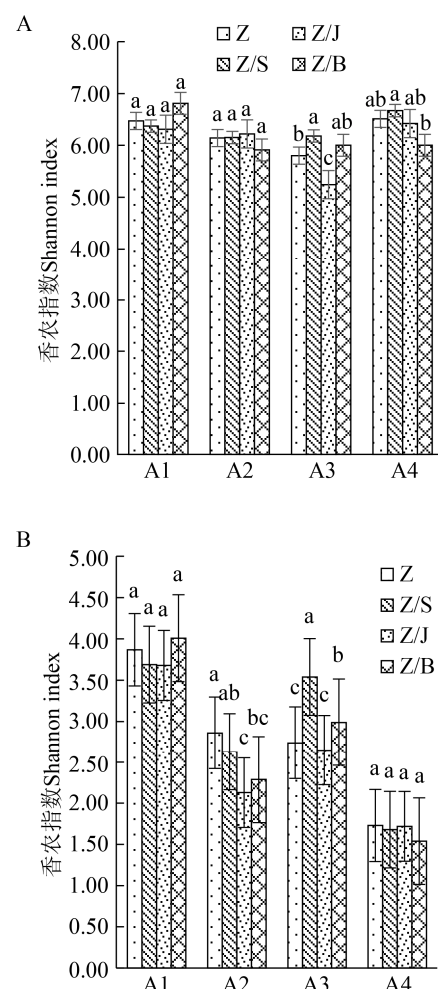 A
Z Z/J
Z/S Z/B
8.00
7.00
6.00
5.00
4.00
3.00
2.00
1.00
0.00
香农指数Shannon index
a a a a
a a a a
b a c ab
ab a ab b
A1 A2 A3 A4
B
Z
Z/S
Z/J
Z/B
5.00
4.50
4.00
3.50
3.00
2.50
2.00
1.50
1.00
0.50
0.00
香农指数Shannon index
a a a a
a ab c bc
c a c b
a a a a
A1 A2 A3 A4